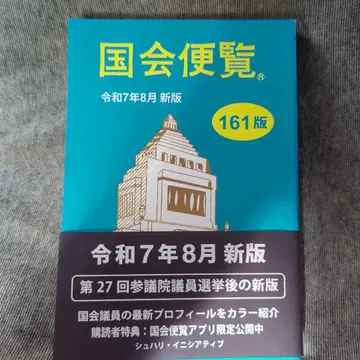 国会便覧®
令和7年8月 新版
161版
令和7年8月 新版
第27回参議院議員選挙後の新版
国会議員の最新プロフィールをカラー紹介
購読者特典:国会便覧アプリ限定公開中
シュハリ・イニシアティブ